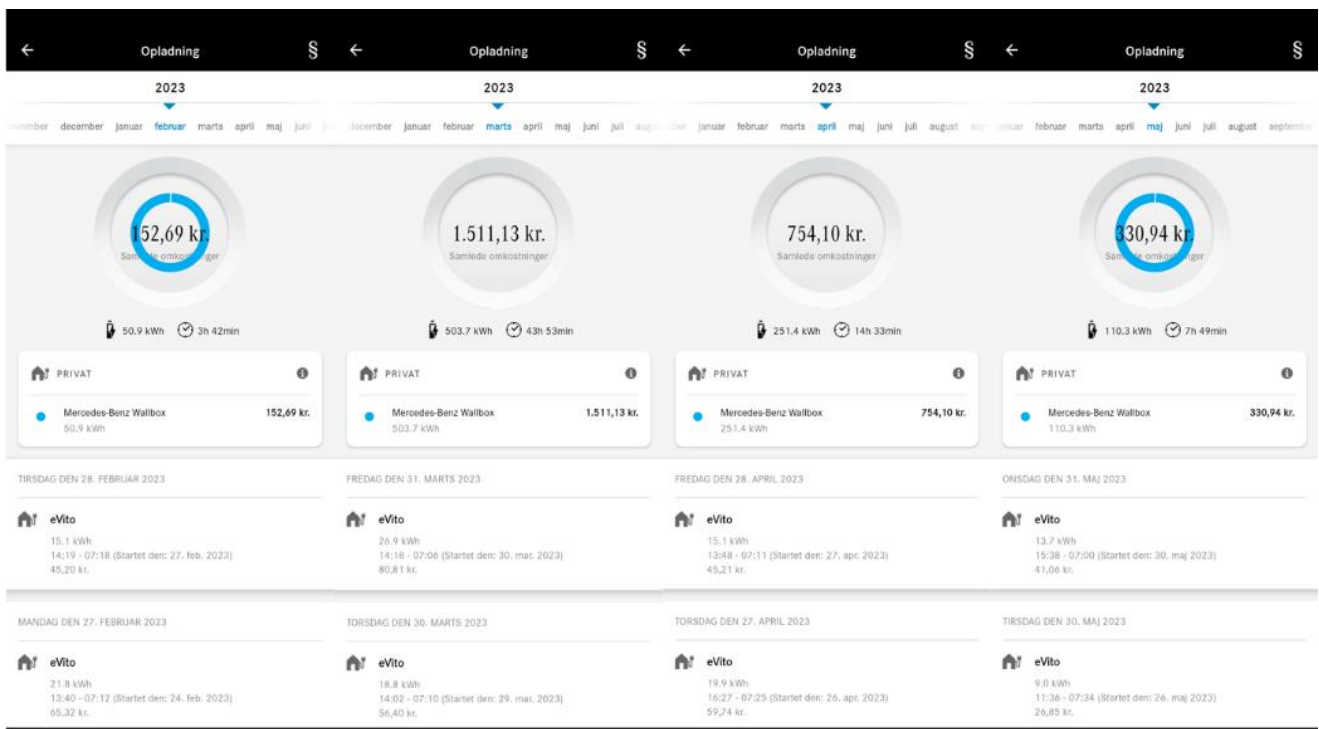 Opladning §
2023
december januar februar marts april maj juni
152,69 kr.
Samlede omkostninger
50.9 kWh 3h 42min
PRIVAT
Mercedes-Benz Wallbox 152,69 kr.
50.9 kWh
TIRSDAG DEN 28. FEBRUAR 2023
eVito
15.1 kWh
14:19 - 07:18 (Startet den: 27. feb. 2023)
45,20 kr.
MANDAG DEN 27. FEBRUAR 2023
eVito
21.8 kWh
13:40 - 07:12 (Startet den: 24. feb. 2023)
65,32 kr.
Opladning §
2023
december januar februar marts april maj juni juli
1.511,13 kr.
Samlede omkostninger
503.7 kWh 43h 53min
PRIVAT
Mercedes-Benz Wallbox 1.511,13 kr.
503.7 kWh
FREDAG DEN 31. MARTS 2023
eVito
26.9 kWh
14:18 - 07:06 (Startet den: 30. mar. 2023)
80,81 kr.
TORSDAG DEN 30. MARTS 2023
eVito
18.8 kWh
14:02 - 07:10 (Startet den: 29. mar. 2023)
56,40 kr.
Opladning §
2023
januar februar marts april maj juni juli august
754,10 kr.
Samlede omkostninger
251.4 kWh 14h 33min
PRIVAT
Mercedes-Benz Wallbox 754,10 kr.
251.4 kWh
FREDAG DEN 28. APRIL 2023
eVito
15.1 kWh
13:48 - 07:11 (Startet den: 27. apr. 2023)
45,21 kr.
TORSDAG DEN 27. APRIL 2023
eVito
19.9 kWh
16:27 - 07:25 (Startet den: 26. apr. 2023)
59,74 kr.
Opladning §
2023
februar marts april maj juni juli august september
330,94 kr.
Samlede omkostninger
110.3 kWh 7h 49min
PRIVAT
Mercedes-Benz Wallbox 330,94 kr.
110.3 kWh
ONSDAG DEN 31. MAJ 2023
eVito
13.7 kWh
15:38 - 07:00 (Startet den: 30. maj 2023)
41,06 kr.
TIRSDAG DEN 30. MAJ 2023
eVito
9.0 kWh
11:36 - 07:34 (Startet den: 26. maj 2023)
26,85 kr.